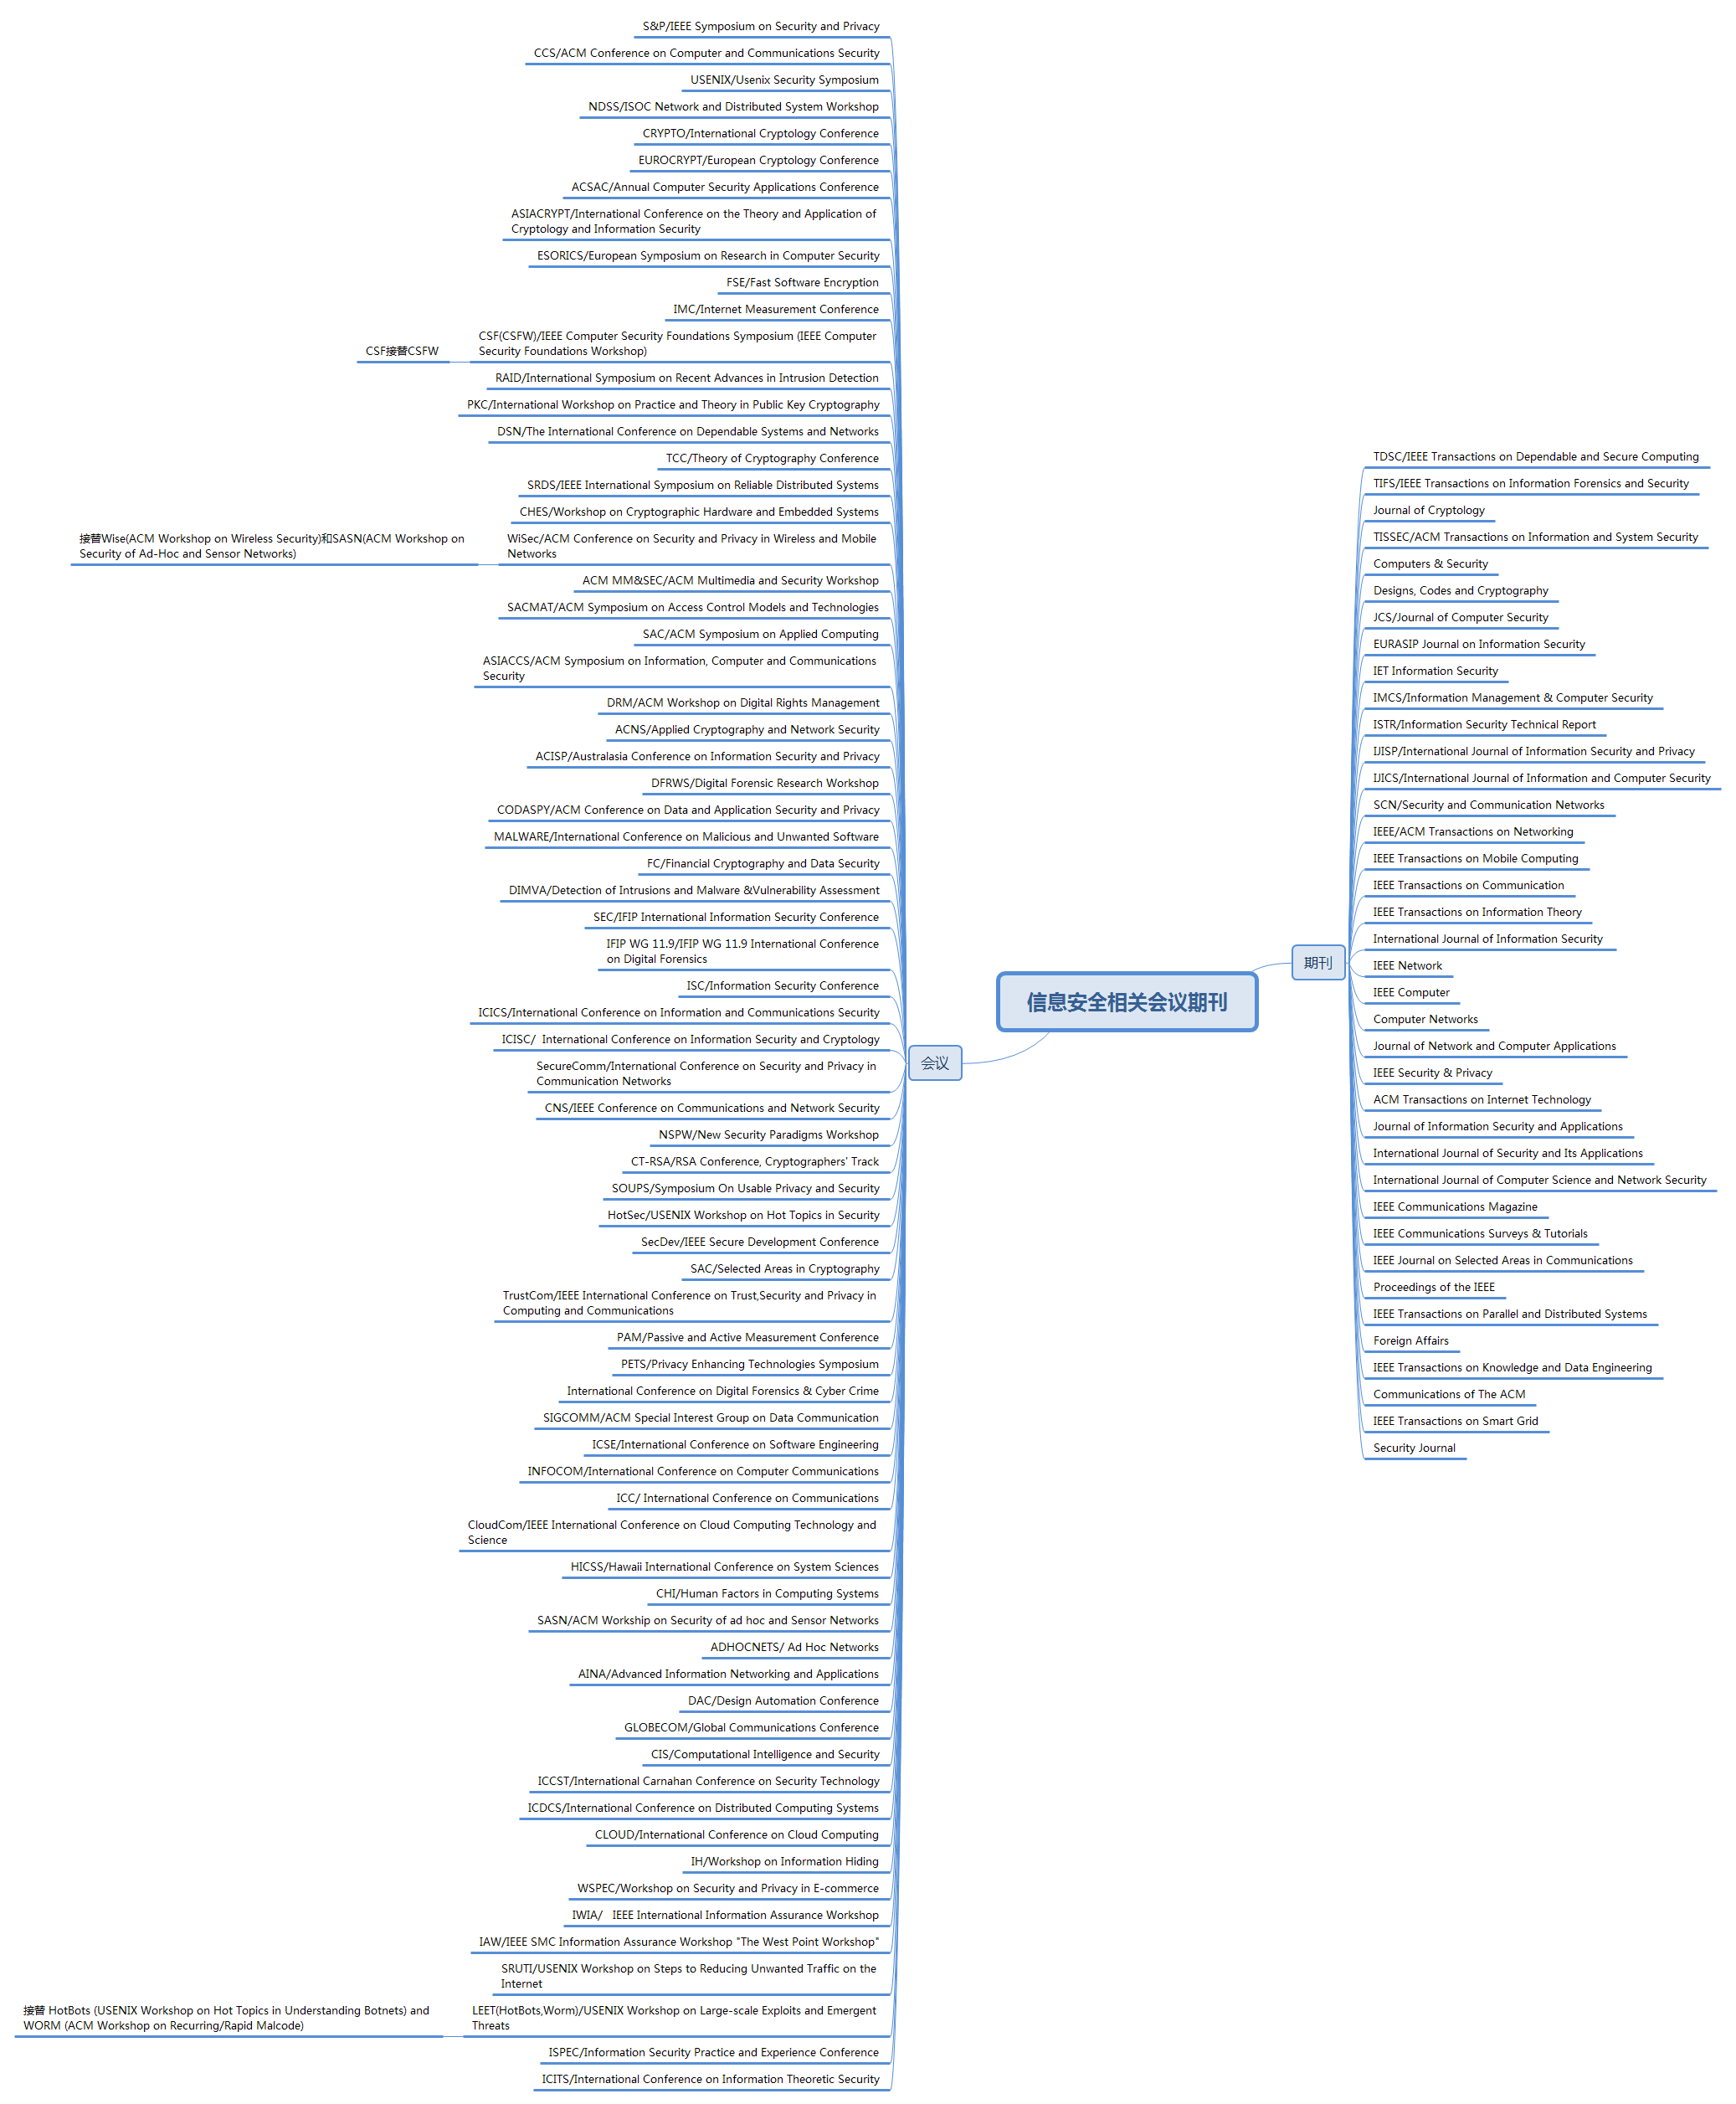 S&P/IEEE Symposium on Security and Privacy
CCS/ACM Conference on Computer and Communications Security
USENIX/Usenix Security Symposium
NDSS/ISOC Network and Distributed System Workshop
CRYPTO/International Cryptology Conference
EUROCRYPT/European Cryptology Conference
ACSAC/Annual Computer Security Applications Conference
ASIACRYPT/International Conference on the Theory and Application of
Cryptology and Information Security
ESORICS/European Symposium on Research in Computer Security
FSE/Fast Software Encryption
IMC/Internet Measurement Conference
CSF(CSFW)/IEEE Computer Security Foundations Symposium (IEEE Computer
Security Foundations Workshop)
CSF接替CSFW
RAID/International Symposium on Recent Advances in Intrusion Detection
PKC/International Workshop on Practice and Theory in Public Key Cryptography
DSN/The International Conference on Dependable Systems and Networks
TCC/Theory of Cryptography Conference
SRDS/IEEE International Symposium on Reliable Distributed Systems
CHES/Workshop on Cryptographic Hardware and Embedded Systems
WiSec/ACM Conference on Security and Privacy in Wireless and Mobile
Networks
接替Wise(ACM Workshop on Wireless Security)和SASN(ACM Workshop on
Security of Ad-Hoc and Sensor Networks)
ACM MM&SEC/ACM Multimedia and Security Workshop
SACMAT/ACM Symposium on Access Control Models and Technologies
SAC/ACM Symposium on Applied Computing
ASIACCS/ACM Symposium on Information, Computer and Communications
Security
DRM/ACM Workshop on Digital Rights Management
ACNS/Applied Cryptography and Network Security
ACISP/Australasia Conference on Information Security and Privacy
DFRWS/Digital Forensic Research Workshop
CODASPY/ACM Conference on Data and Application Security and Privacy
MALWARE/International Conference on Malicious and Unwanted Software
FC/Financial Cryptography and Data Security
DIMVA/Detection of Intrusions and Malware &Vulnerability Assessment
SEC/IFIP International Information Security Conference
IFIP WG 11.9/IFIP WG 11.9 International Conference
on Digital Forensics
ISC/Information Security Conference
ICICS/International Conference on Information and Communications Security
ICISC/  International Conference on Information Security and Cryptology
SecureComm/International Conference on Security and Privacy in
Communication Networks
CNS/IEEE Conference on Communications and Network Security
NSPW/New Security Paradigms Workshop
CT-RSA/RSA Conference, Cryptographers' Track
SOUPS/Symposium On Usable Privacy and Security
HotSec/USENIX Workshop on Hot Topics in Security
SecDev/IEEE Secure Development Conference
SAC/Selected Areas in Cryptography
TrustCom/IEEE International Conference on Trust,Security and Privacy in
Computing and Communications
PAM/Passive and Active Measurement Conference
PETS/Privacy Enhancing Technologies Symposium
International Conference on Digital Forensics & Cyber Crime
SIGCOMM/ACM Special Interest Group on Data Communication
ICSE/International Conference on Software Engineering
INFOCOM/International Conference on Computer Communications
ICC/ International Conference on Communications
CloudCom/IEEE International Conference on Cloud Computing Technology and
Science
HICSS/Hawaii International Conference on System Sciences
CHI/Human Factors in Computing Systems
SASN/ACM Workship on Security of ad hoc and Sensor Networks
ADHOCNETS/ Ad Hoc Networks
AINA/Advanced Information Networking and Applications
DAC/Design Automation Conference
GLOBECOM/Global Communications Conference
CIS/Computational Intelligence and Security
ICCST/International Carnahan Conference on Security Technology
ICDCS/International Conference on Distributed Computing Systems
CLOUD/International Conference on Cloud Computing
IH/Workshop on Information Hiding
WSPEC/Workshop on Security and Privacy in E-commerce
IWIA/   IEEE International Information Assurance Workshop
IAW/IEEE SMC Information Assurance Workshop "The West Point Workshop"
SRUTI/USENIX Workshop on Steps to Reducing Unwanted Traffic on the
Internet
LEET(HotBots,Worm)/USENIX Workshop on Large-scale Exploits and Emergent
Threats
接替 HotBots (USENIX Workshop on Hot Topics in Understanding Botnets) and
WORM (ACM Workshop on Recurring/Rapid Malcode)
ISPEC/Information Security Practice and Experience Conference
ICITS/International Conference on Information Theoretic Security
会议
信息安全相关会议期刊
期刊
TDSC/IEEE Transactions on Dependable and Secure Computing
TIFS/IEEE Transactions on Information Forensics and Security
Journal of Cryptology
TISSEC/ACM Transactions on Information and System Security
Computers & Security
Designs, Codes and Cryptography
JCS/Journal of Computer Security
EURASIP Journal on Information Security
IET Information Security
IMCS/Information Management & Computer Security
ISTR/Information Security Technical Report
IJISP/International Journal of Information Security and Privacy
IJICS/International Journal of Information and Computer Security
SCN/Security and Communication Networks
IEEE/ACM Transactions on Networking
IEEE Transactions on Mobile Computing
IEEE Transactions on Communication
IEEE Transactions on Information Theory
International Journal of Information Security
IEEE Network
IEEE Computer
Computer Networks
Journal of Network and Computer Applications
IEEE Security & Privacy
ACM Transactions on Internet Technology
Journal of Information Security and Applications
International Journal of Security and Its Applications
International Journal of Computer Science and Network Security
IEEE Communications Magazine
IEEE Communications Surveys & Tutorials
IEEE Journal on Selected Areas in Communications
Proceedings of the IEEE
IEEE Transactions on Parallel and Distributed Systems
Foreign Affairs
IEEE Transactions on Knowledge and Data Engineering
Communications of The ACM
IEEE Transactions on Smart Grid
Security Journal